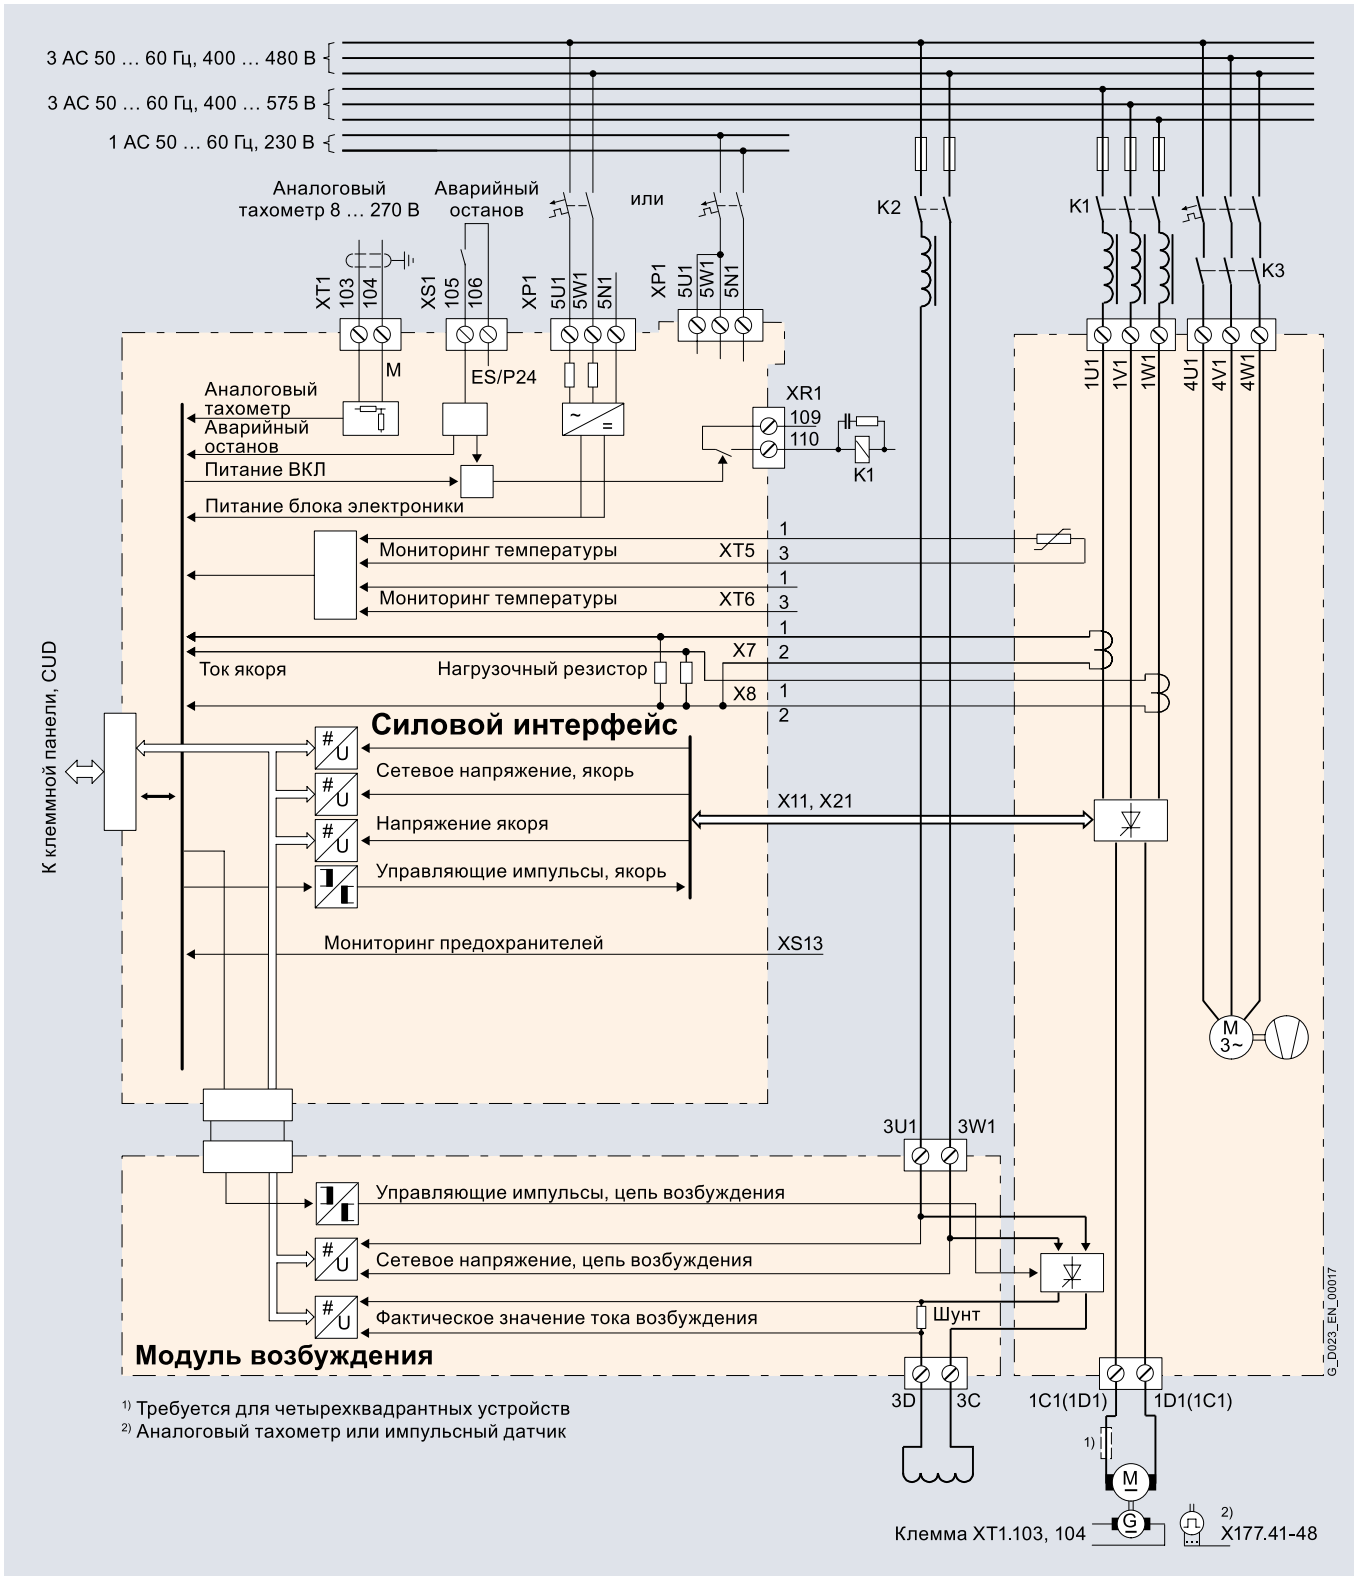 3 AC 50 … 60 Гц, 400 … 480 В
3 AC 50 … 60 Гц, 400 … 575 В
1 AC 50 … 60 Гц, 230 В
Аналоговый
тахометр 8 … 270 В
Аварийный
останов
или
K2
K1
K3
XT1
103
104
XS1
105
106
XP1
5U1
5W1
5N1
XP1
5U1
5W1
5N1
1U1
1V1
1W1
4U1
4V1
4W1
M
ES/P24
Аналоговый
тахометр
Аварийный
останов
Питание ВКЛ
Питание блока электроники
~
=
XR1
109
110
K1
Мониторинг температуры
XT5
1
3
Мониторинг температуры
XT6
1
3
Ток якоря
Нагрузочный резистор
X7
1
2
X8
1
2
К клеммной панели, CUD
Силовой интерфейс
#
U
Сетевое напряжение, якорь
#
U
X11, X21
Напряжение якоря
#
U
Управляющие импульсы, якорь
Мониторинг предохранителей
XS13
M
3~
3U1
3W1
Управляющие импульсы, цепь возбуждения
#
U
Сетевое напряжение, цепь возбуждения
#
U
Фактическое значение тока возбуждения
Шунт
Модуль возбуждения
G_D023_EN_00017
3D
3C
1C1(1D1)
1D1(1C1)
1) Требуется для четырехквадрантных устройств
2) Аналоговый тахометр или импульсный датчик
1)
M
G
2)
Клемма XT1.103, 104
X177.41-48